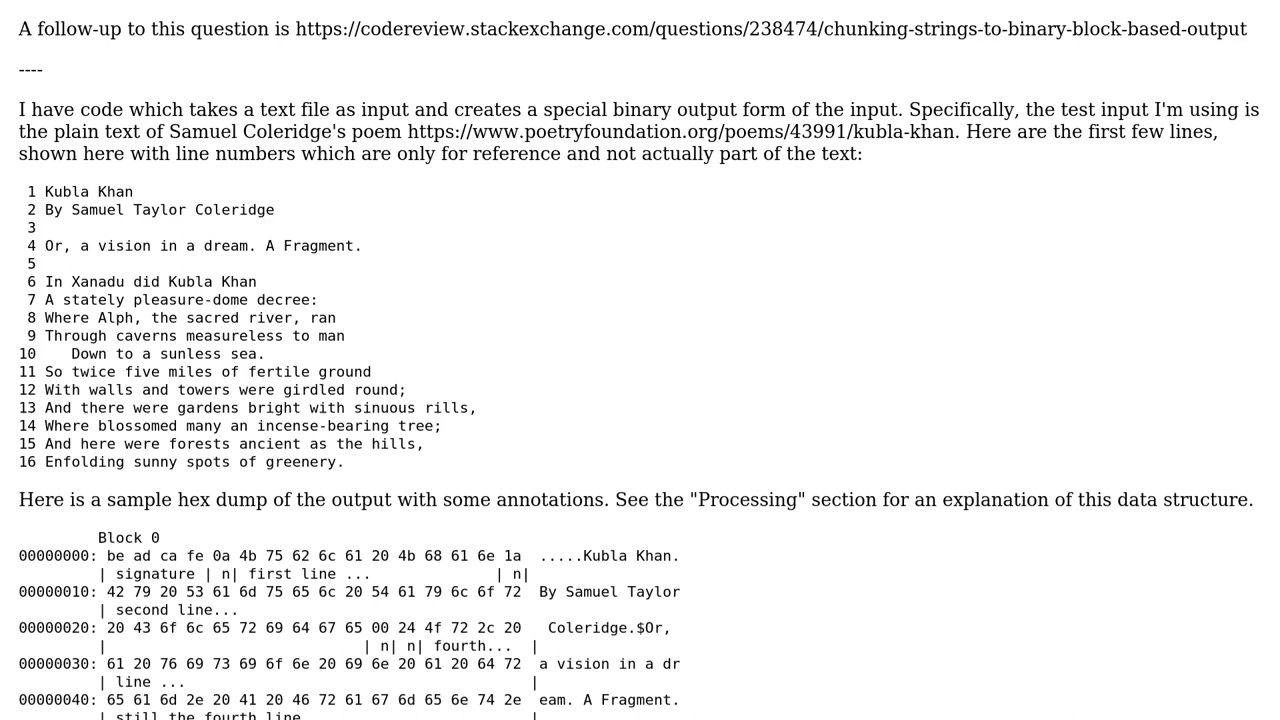 A follow-up to this question is https://codereview.stackexchange.com/questions/238474/chunking-strings-to-binary-block-based-output
----
I have code which takes a text file as input and creates a special binary output form of the input. Specifically, the test input I'm using is
the plain text of Samuel Coleridge's poem https://www.poetryfoundation.org/poems/43991/kubla-khan. Here are the first few lines,
shown here with line numbers which are only for reference and not actually part of the text:
 1 Kubla Khan
 2 By Samuel Taylor Coleridge
 3
 4 Or, a vision in a dream. A Fragment.
 5
 6 In Xanadu did Kubla Khan
 7 A stately pleasure-dome decree:
 8 Where Alph, the sacred river, ran
 9 Through caverns measureless to man
10    Down to a sunless sea.
11 So twice five miles of fertile ground
12 With walls and towers were girdled round;
13 And there were gardens bright with sinuous rills,
14 Where blossomed many an incense-bearing tree;
15 And here were forests ancient as the hills,
16 Enfolding sunny spots of greenery.
Here is a sample hex dump of the output with some annotations. See the "Processing" section for an explanation of this data structure.
         Block 0
00000000: be ad ca fe 0a 4b 75 62 6c 61 20 4b 68 61 6e 1a  .....Kubla Khan.
         | signature | n| first line ...              | n|
00000010: 42 79 20 53 61 6d 75 65 6c 20 54 61 79 6c 6f 72  By Samuel Taylor
         | second line...
00000020: 20 43 6f 6c 65 72 69 64 67 65 00 24 4f 72 2c 20   Coleridge.$Or,
         |                             | n| n| fourth...  |
00000030: 61 20 76 69 73 69 6f 6e 20 69 6e 20 61 20 64 72  a vision in a dr
         | line ...                                       |
00000040: 65 61 6d 2e 20 41 20 46 72 61 67 6d 65 6e 74 2e  eam. A Fragment.
         | still the fourth line                          |